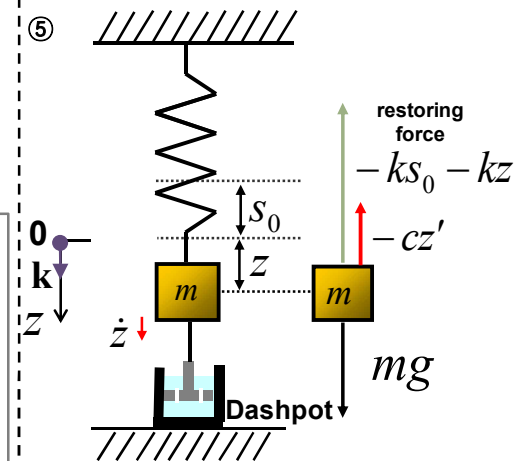 ⑤
restoring
force
− ks₀ − kz
s₀
− cz′
0
k
z
z
m
m
ż
mg
Dashpot